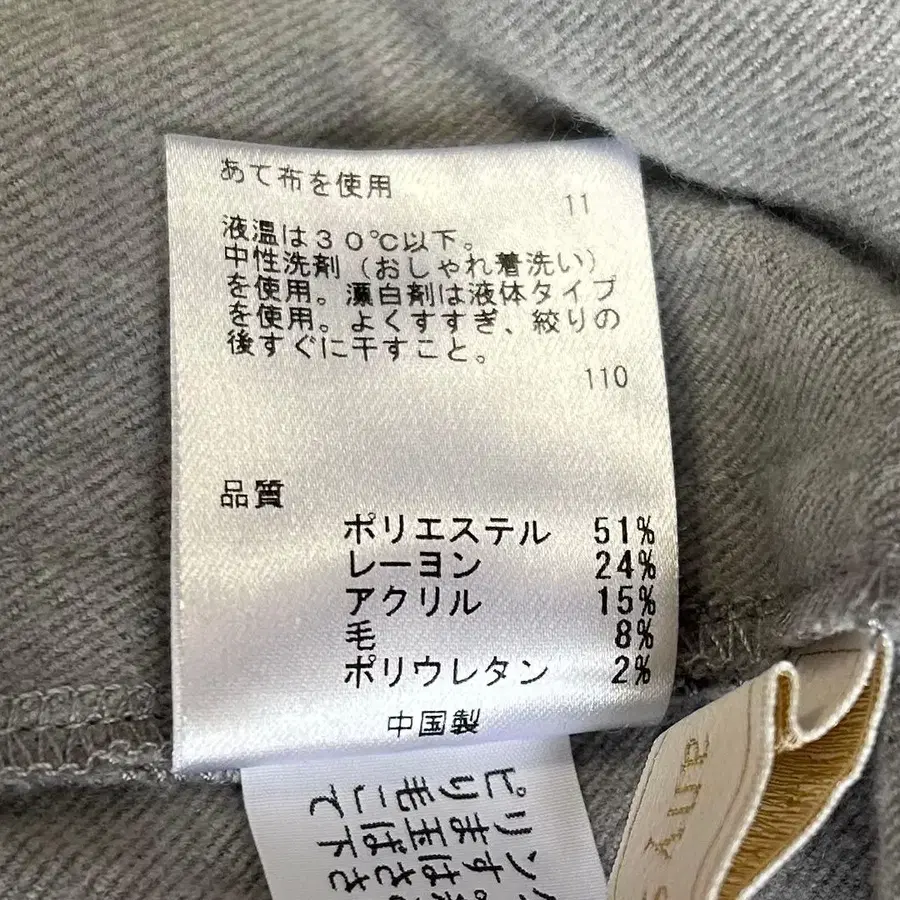 あて布を使用
11
液温は30℃以下。
中性洗剤（おしゃれ着洗い）
を使用。漂白剤は液体タイプ
を使用。よくすすぎ、絞りの
後すぐに干すこと。
110
品質
ポリエステル 51%
レーヨン 24%
アクリル 15%
毛 8%
ポリウレタン 2%
中国製